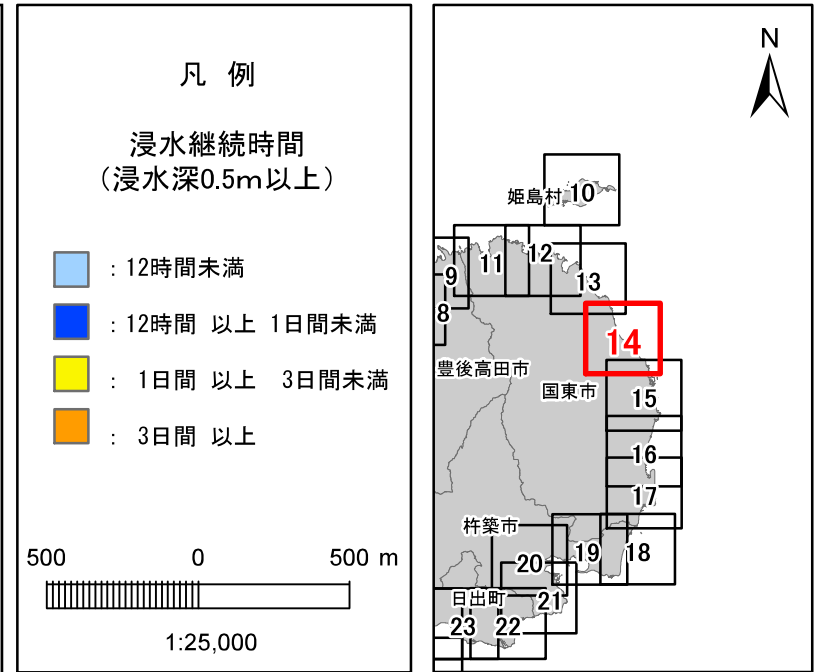 凡 例
浸水継続時間
（浸水深0.5m以上）
：12時間未満
：12時間 以上 1日間未満
： 1日間 以上 3日間未満
： 3日間 以上
500 0 500 m
1:25,000
N
姫島村 10
9
11
12
13
8
14
豊後高田市
国東市
15
16
17
杵築市
19
18
20
日出町
21
23
22